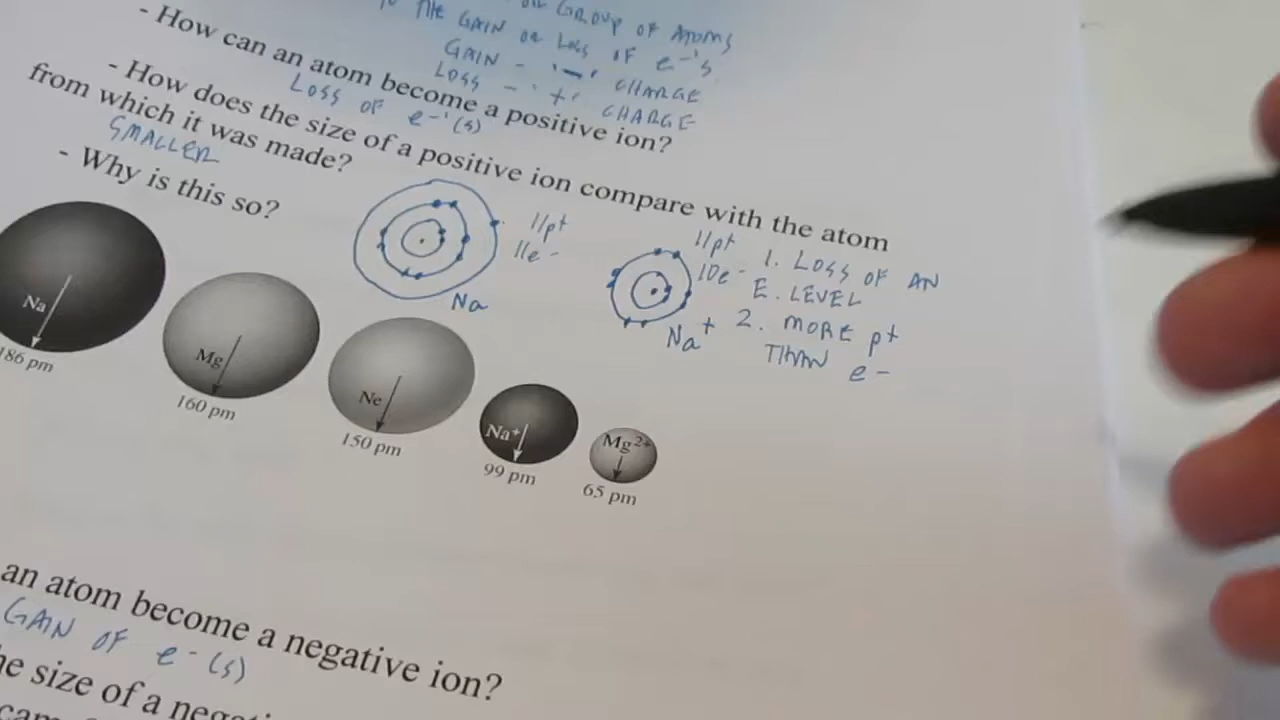 OR GROUP OF ATOMS
TO THE GAIN OR LOSS OF e-'s
GAIN - '-' CHARGE
LOSS - '+' CHARGE
- How can an atom become a positive ion?
LOSS OF e-'(s)
- How does the size of a positive ion compare with the atom
from which it was made?
SMALLER
- Why is this so?
11p+
11e-
Na
11p+
10e-
Na+
1. LOSS OF AN
E. LEVEL
2. MORE p+
THAN e-
Na
186 pm
Mg
160 pm
Ne
150 pm
Na+
99 pm
Mg2+
65 pm
an atom become a negative ion?
GAIN OF e-(s)
he size of a negati